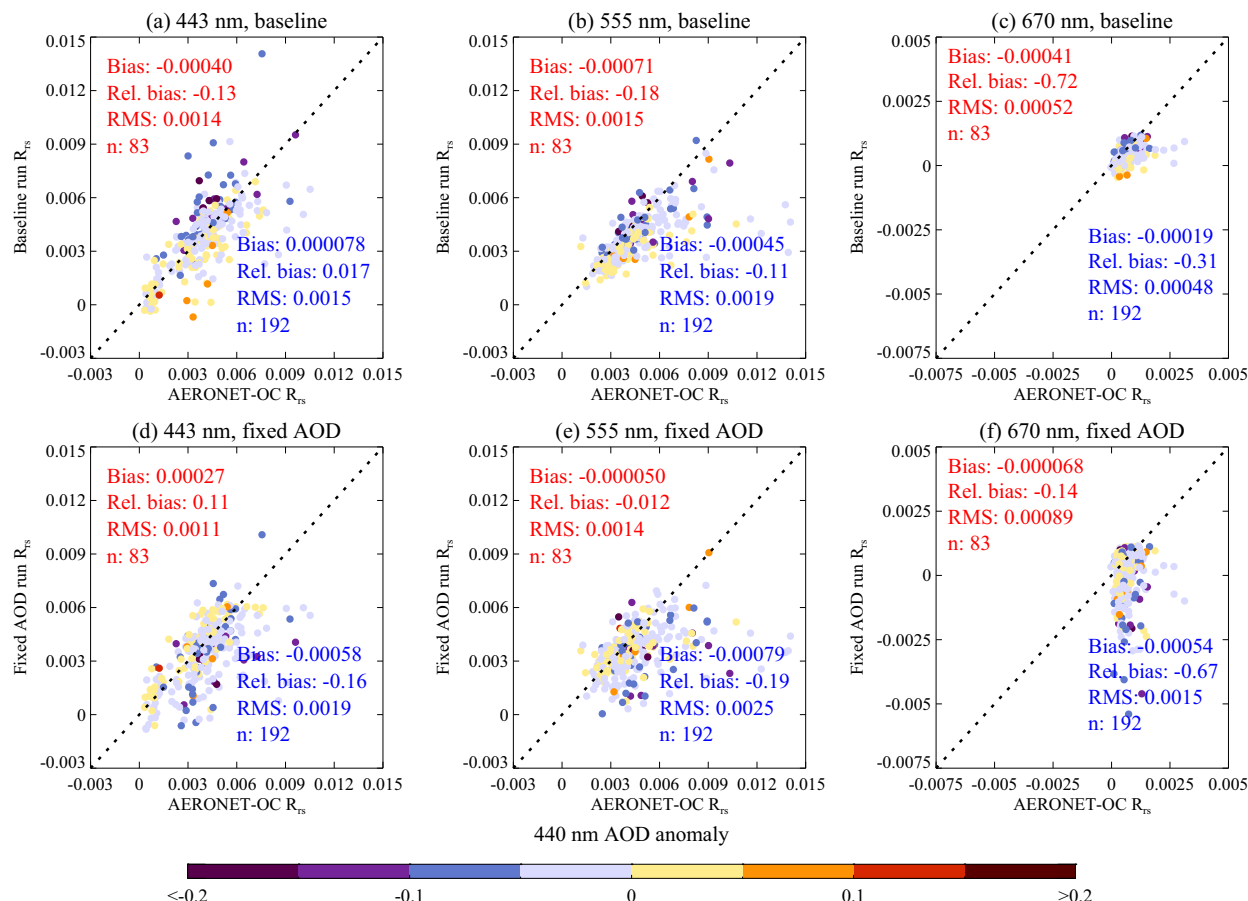 (a) 443 nm, baseline
0.015
0.012
0.009
0.006
0.003
0
-0.003
Baseline run Rrs
Bias: -0.00040
Rel. bias: -0.13
RMS: 0.0014
n: 83
Bias: 0.000078
Rel. bias: 0.017
RMS: 0.0015
n: 192
-0.003 0 0.003 0.006 0.009 0.012 0.015
AERONET-OC Rrs
(b) 555 nm, baseline
0.015
0.012
0.009
0.006
0.003
0
-0.003
Baseline run Rrs
Bias: -0.00071
Rel. bias: -0.18
RMS: 0.0015
n: 83
Bias: -0.00045
Rel. bias: -0.11
RMS: 0.0019
n: 192
-0.003 0 0.003 0.006 0.009 0.012 0.015
AERONET-OC Rrs
(c) 670 nm, baseline
0.005
0.0025
0
-0.0025
-0.005
-0.0075
Baseline run Rrs
Bias: -0.00041
Rel. bias: -0.72
RMS: 0.00052
n: 83
Bias: -0.00019
Rel. bias: -0.31
RMS: 0.00048
n: 192
-0.0075 -0.005 -0.0025 0 0.0025 0.005
AERONET-OC Rrs
(d) 443 nm, fixed AOD
0.015
0.012
0.009
0.006
0.003
0
-0.003
Fixed AOD run Rrs
Bias: 0.00027
Rel. bias: 0.11
RMS: 0.0011
n: 83
Bias: -0.00058
Rel. bias: -0.16
RMS: 0.0019
n: 192
-0.003 0 0.003 0.006 0.009 0.012 0.015
AERONET-OC Rrs
(e) 555 nm, fixed AOD
0.015
0.012
0.009
0.006
0.003
0
-0.003
Fixed AOD run Rrs
Bias: -0.000050
Rel. bias: -0.012
RMS: 0.0014
n: 83
Bias: -0.00079
Rel. bias: -0.19
RMS: 0.0025
n: 192
-0.003 0 0.003 0.006 0.009 0.012 0.015
AERONET-OC Rrs
(f) 670 nm, fixed AOD
0.005
0.0025
0
-0.0025
-0.005
-0.0075
Fixed AOD run Rrs
Bias: -0.000068
Rel. bias: -0.14
RMS: 0.00089
n: 83
Bias: -0.00054
Rel. bias: -0.67
RMS: 0.0015
n: 192
-0.0075 -0.005 -0.0025 0 0.0025 0.005
AERONET-OC Rrs
440 nm AOD anomaly
<-0.2 -0.1 0 0.1 >0.2